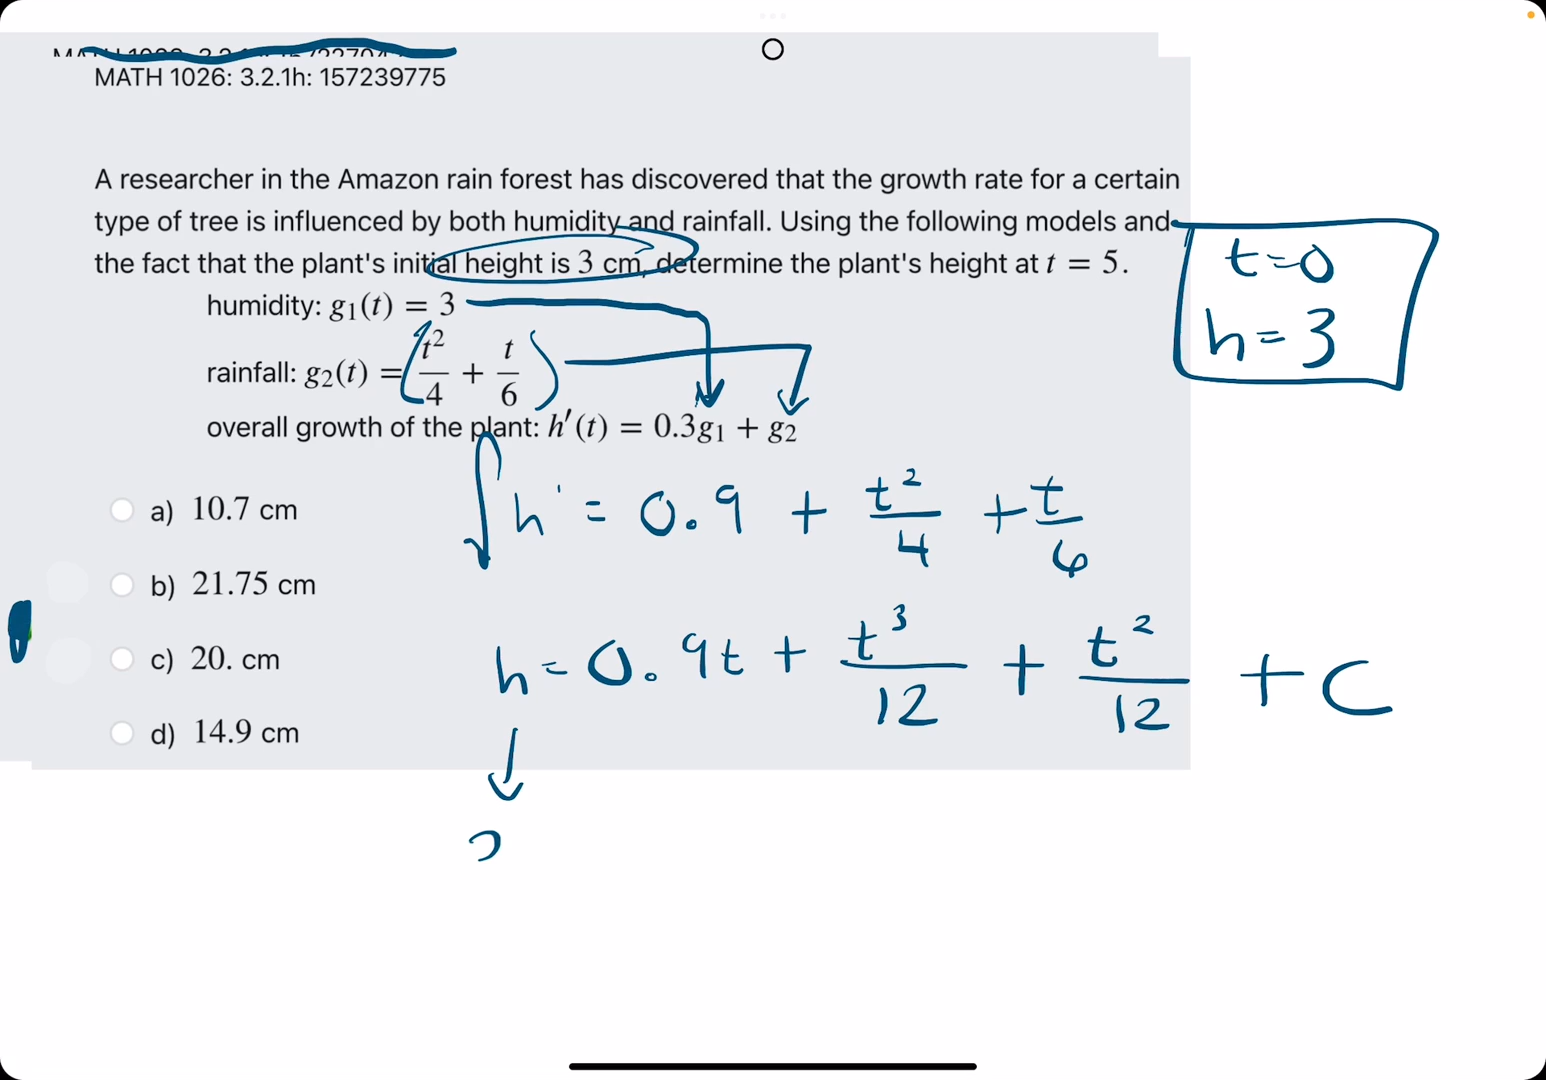 MATH 1026: 3.2.1h: 157239775
A researcher in the Amazon rain forest has discovered that the growth rate for a certain
type of tree is influenced by both humidity and rainfall. Using the following models and
the fact that the plant's initial height is 3 cm, determine the plant's height at t = 5.
t=0
h=3
humidity: g₁(t) = 3
rainfall: g₂(t) = (t²/4 + t/6)
overall growth of the plant: h′(t) = 0.3g₁ + g₂
∫h' = 0.9 + t²/4 + t/6
a) 10.7 cm
b) 21.75 cm
h=0.9t + t³/12 + t²/12 + C
c) 20. cm
d) 14.9 cm